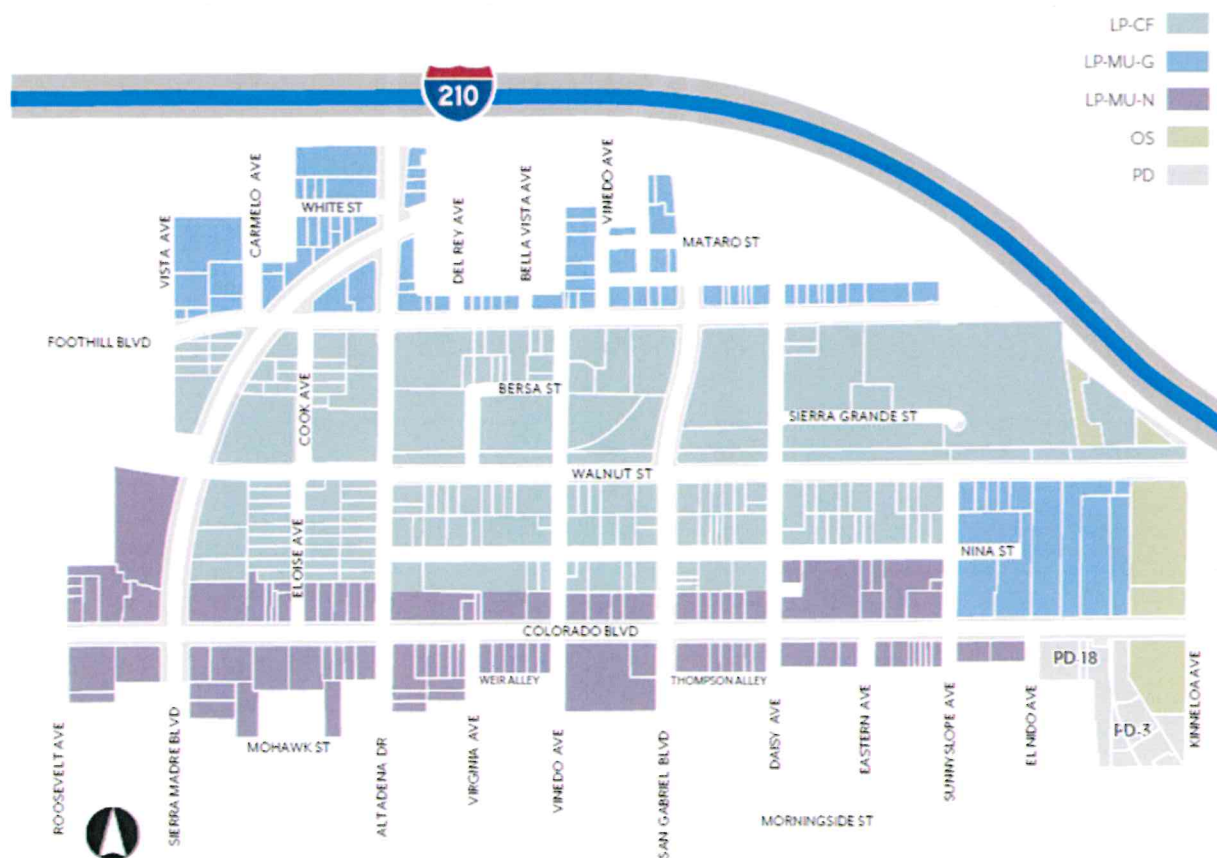 LP-CF
LP-MU-G
LP-MU-N
OS
PD
210
VISTA AVE
CARMELO AVE
WHITE ST
DEL REY AVE
BELLA VISTA AVE
VINEDO AVE
MATARO ST
FOOTHILL BLVD
COOK AVE
BERSA ST
SIERRA GRANDE ST
WALNUT ST
ELOISE AVE
NINA ST
COLORADO BLVD
WEIR ALLEY
THOMPSON ALLEY
PD-18
PD-3
MOHAWK ST
ROOSEVELT AVE
SIERRA MADRE BLVD
ALTADENA DR
VIRGINIA AVE
VINEDO AVE
SAN GABRIEL BLVD
DAISY AVE
EASTERN AVE
SUNNYSLOPE AVE
EL NIDO AVE
KINNELOA AVE
MORNINGSIDE ST